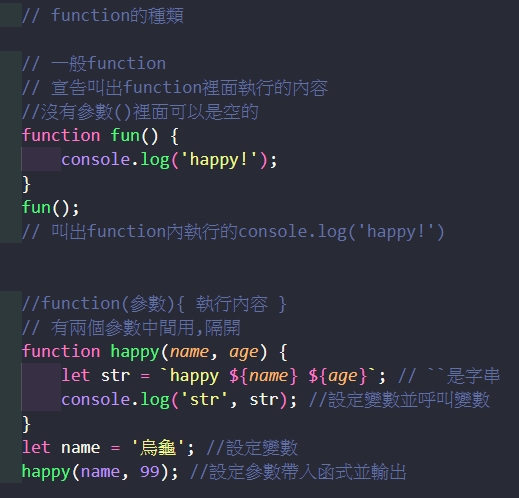 // function的種類
// 一般function
// 宣告叫出function裡面執行的內容
//沒有參數()裡面可以是空的
function fun() {
    console.log('happy!');
}
fun();
// 叫出function內執行的console.log('happy!')
//function(參數){ 執行內容 }
// 有兩個參數中間用,隔開
function happy(name, age) {
    let str = `happy ${name} ${age}`; // ``是字串
    console.log('str', str); //設定變數並呼叫變數
}
let name = '烏龜'; //設定變數
happy(name, 99); //設定參數帶入函式並輸出